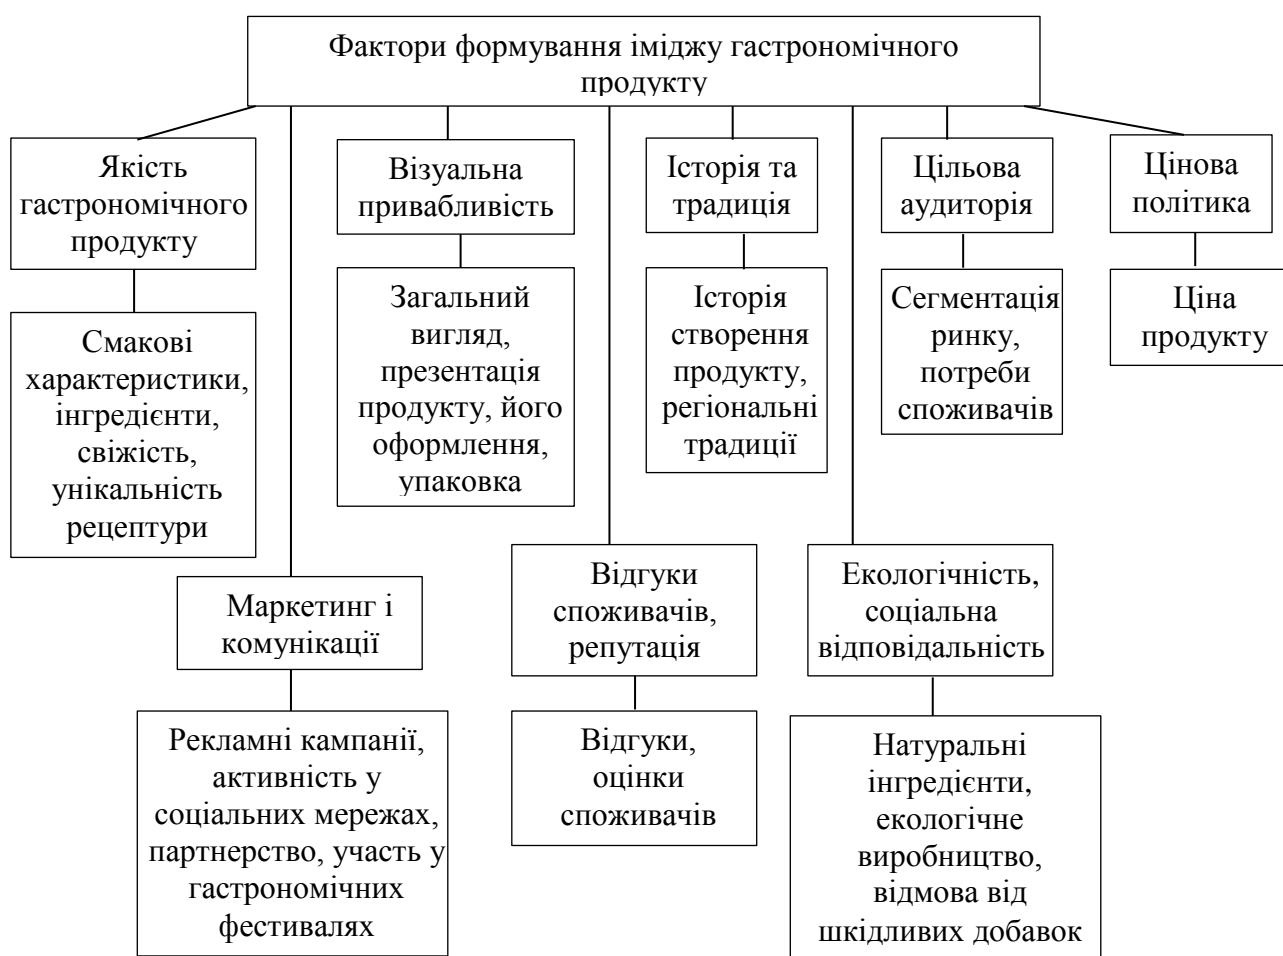 Фактори формування іміджу гастрономічного
продукту
Якість
гастрономічного
продукту
Візуальна
привабливість
Історія та
традиція
Цільова
аудиторія
Цінова
політика
Смакові
характеристики,
інгредієнти,
свіжість,
унікальність
рецептури
Загальний
вигляд,
презентація
продукту, його
оформлення,
упаковка
Історія
створення
продукту,
регіональні
традиції
Сегментація
ринку,
потреби
споживачів
Ціна
продукту
Маркетинг і
комунікації
Відгуки
споживачів,
репутація
Екологічність,
соціальна
відповідальність
Рекламні кампанії,
активність у
соціальних мережах,
партнерство, участь у
гастрономічних
фестивалях
Відгуки,
оцінки
споживачів
Натуральні
інгредієнти,
екологічне
виробництво,
відмова від
шкідливих добавок